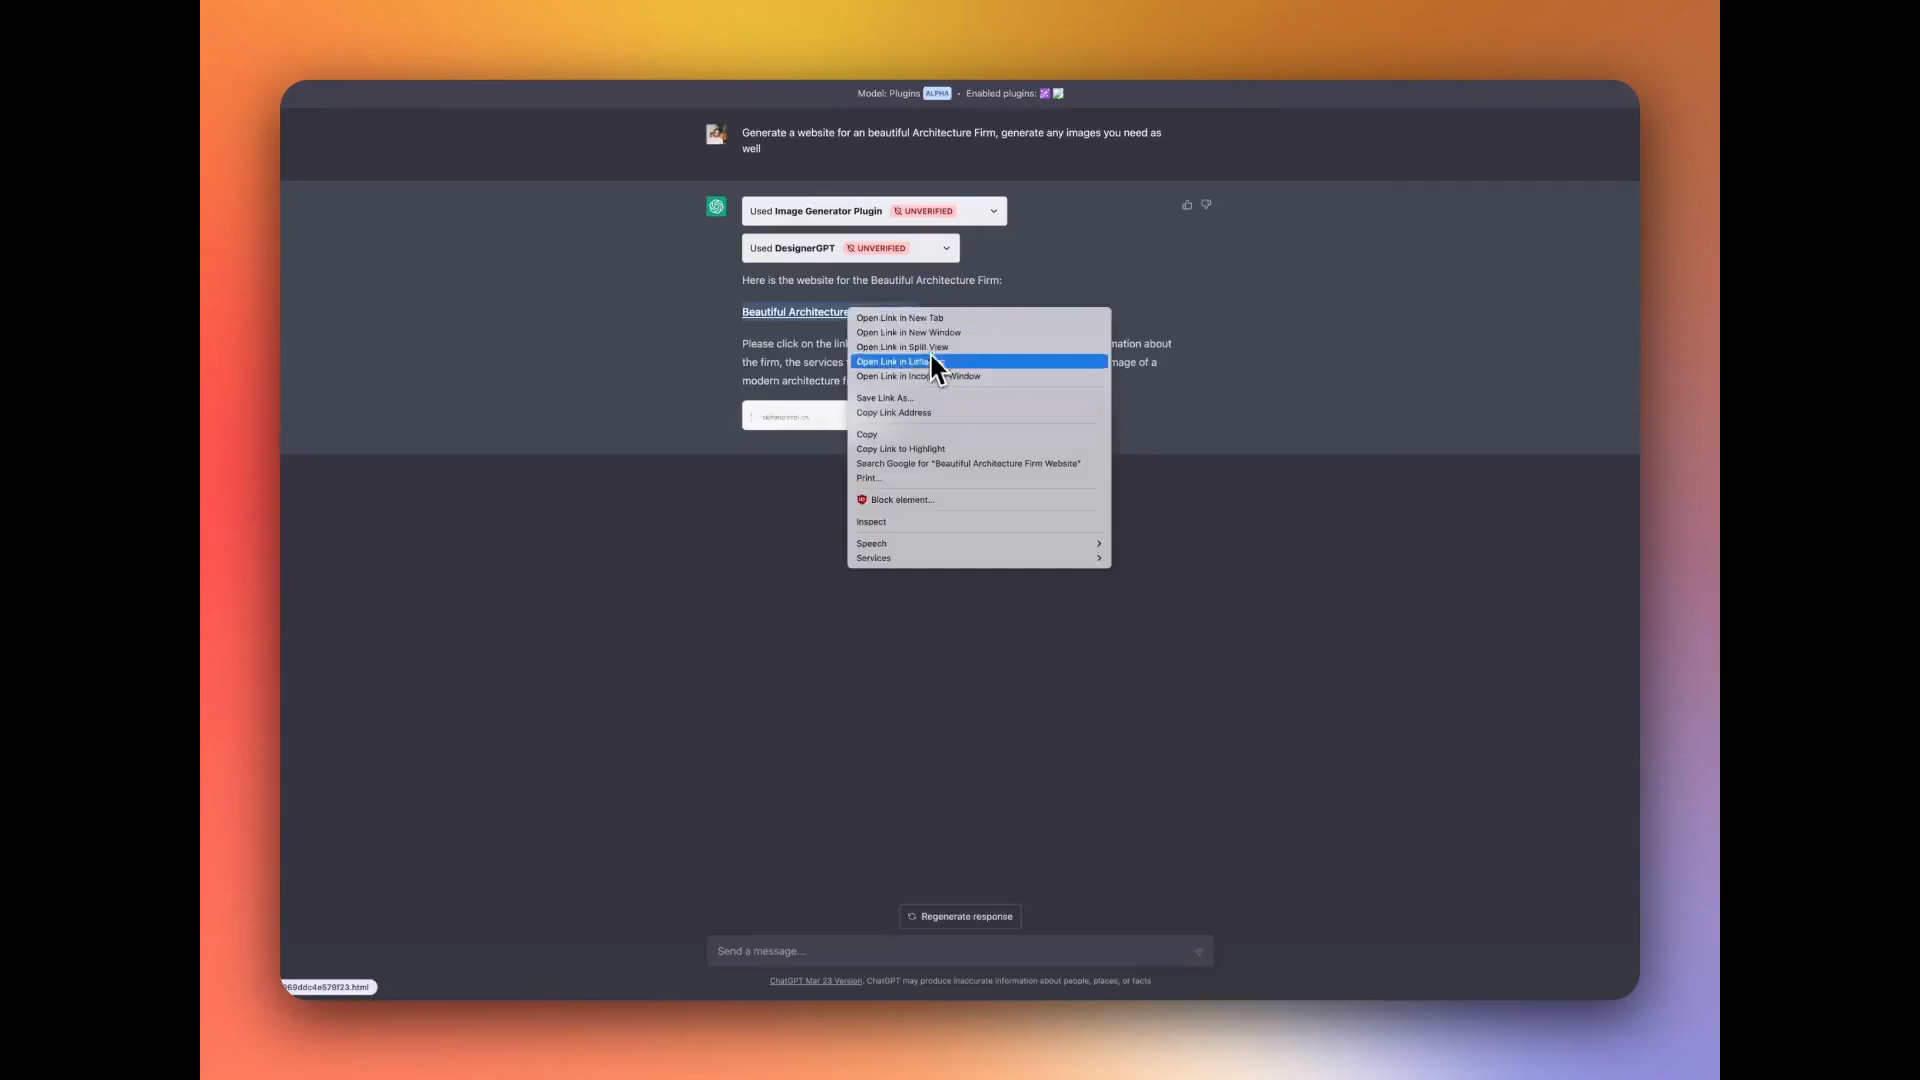 Model: Plugins ALPHA • Enabled plugins:
Generate a website for an beautiful Architecture Firm, generate any images you need as
well
Used Image Generator Plugin UNVERIFIED
Used DesignerGPT UNVERIFIED
Here is the website for the Beautiful Architecture Firm:
Beautiful Architecture
Please click on the
the firm, the services
modern architecture
about
of a
Open Link in New Tab
Open Link in New Window
Open Link in Split View
Open Link in
Open Link in Window
Save Link As...
Copy Link Address
Copy
Copy Link to Highlight
Search Google for "Beautiful Architecture Firm Website"
Print...
Block element...
Inspect
Speech
Services
Regenerate response
Send a message...
ChatGPT Mar 23 Version. ChatGPT may produce inaccurate information about people, places, or facts
69ddc4e579f23.html